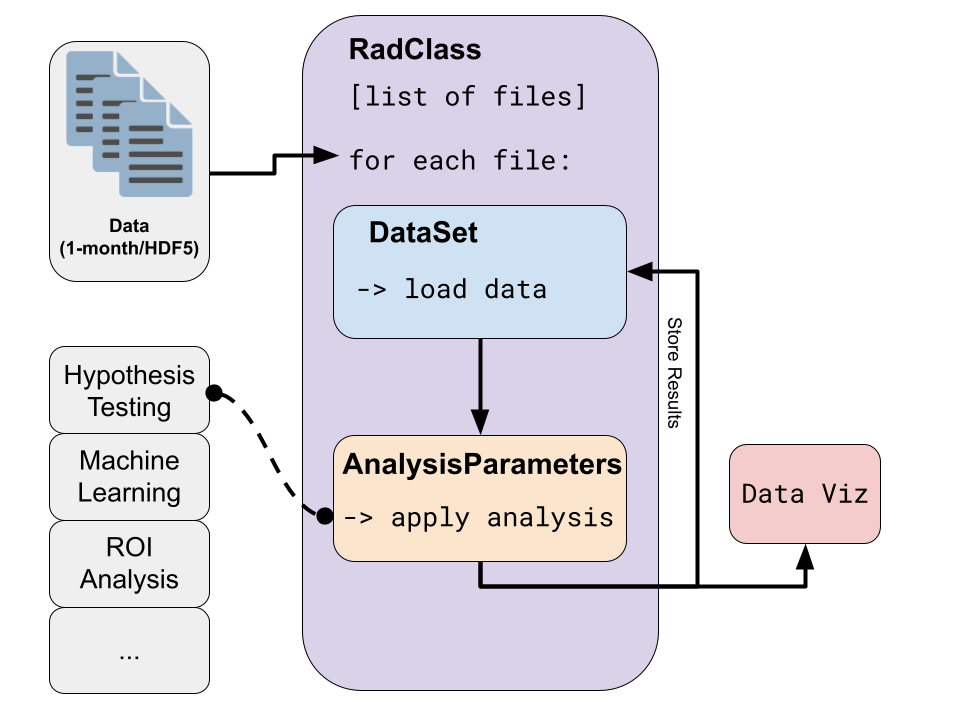 Data
(1-month/HDF5)
RadClass
[list of files]
for each file:
DataSet
-> load data
Store Results
Hypothesis
Testing
Machine
Learning
ROI
Analysis
...
AnalysisParameters
-> apply analysis
Data Viz